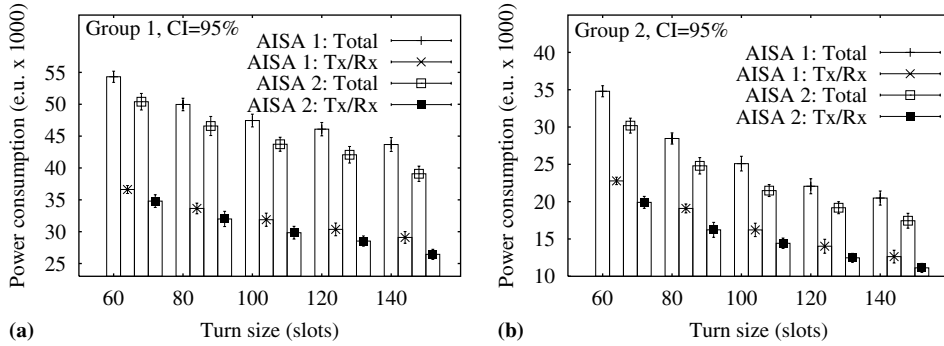 Group 1, CI=95%
AISA 1: Total
AISA 1: Tx/Rx
AISA 2: Total
AISA 2: Tx/Rx
Power consumption (e.u. x 1000)
55
50
45
40
35
30
25
60 80 100 120 140
Turn size (slots)
(a)
Group 2, CI=95%
AISA 1: Total
AISA 1: Tx/Rx
AISA 2: Total
AISA 2: Tx/Rx
Power consumption (e.u. x 1000)
40
35
30
25
20
15
10
60 80 100 120 140
Turn size (slots)
(b)